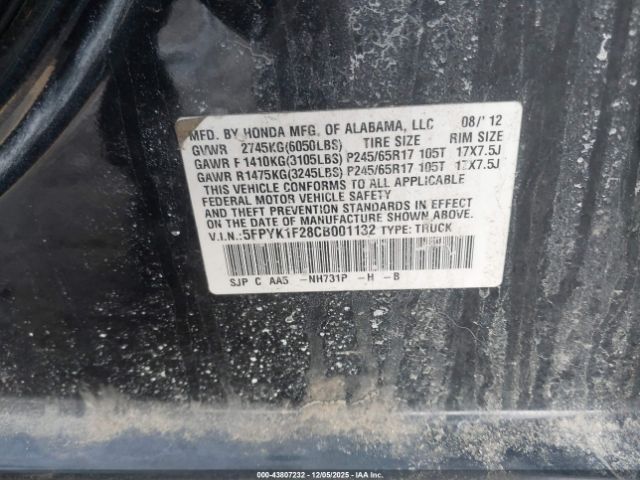 MFD. BY HONDA MFG. OF ALABAMA, LLC 08/'12
GVWR 2745KG(6050LBS) TIRE SIZE RIM SIZE
GAWR F 1410KG(3105LBS) P245/65R17 105T 17X7.5J
GAWR R1475KG(3245LBS) P245/65R17 105T 17X7.5J
THIS VEHICLE CONFORMS TO ALL APPLICABLE
FEDERAL MOTOR VEHICLE SAFETY
AND THEFT PREVENTION STANDARDS IN EFFECT
ON THE DATE OF MANUFACTURE SHOWN ABOVE.
V.I.N.:5FPYK1F28CB001132 TYPE: TRUCK
SJP C AA5 -NH731P -H -B
000-43807232 - 12/05/2025 - IAA Inc.